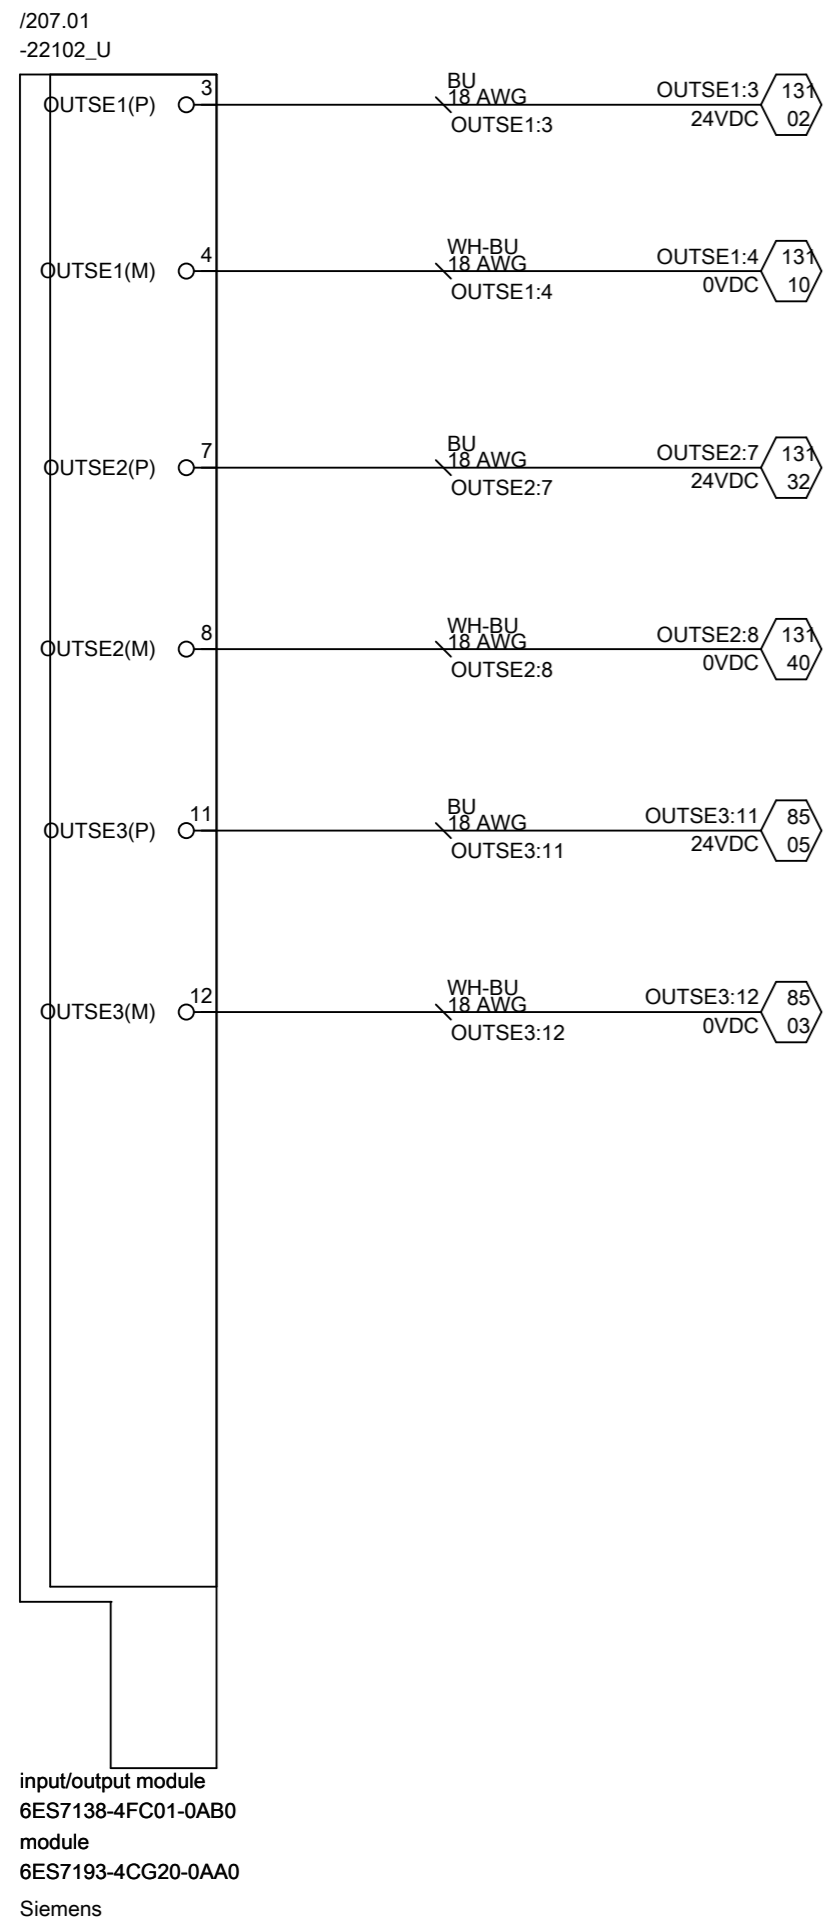 /207.01
-22102_U
OUTSE1(P)
3
BU
18 AWG
OUTSE1:3
OUTSE1:3
24VDC
131
02
OUTSE1(M)
4
WH-BU
18 AWG
OUTSE1:4
OUTSE1:4
0VDC
131
10
OUTSE2(P)
7
BU
18 AWG
OUTSE2:7
OUTSE2:7
24VDC
131
32
OUTSE2(M)
8
WH-BU
18 AWG
OUTSE2:8
OUTSE2:8
0VDC
131
40
OUTSE3(P)
11
BU
18 AWG
OUTSE3:11
OUTSE3:11
24VDC
85
05
OUTSE3(M)
12
WH-BU
18 AWG
OUTSE3:12
OUTSE3:12
0VDC
85
03
input/output module
6ES7138-4FC01-0AB0
module
6ES7193-4CG20-0AA0
Siemens